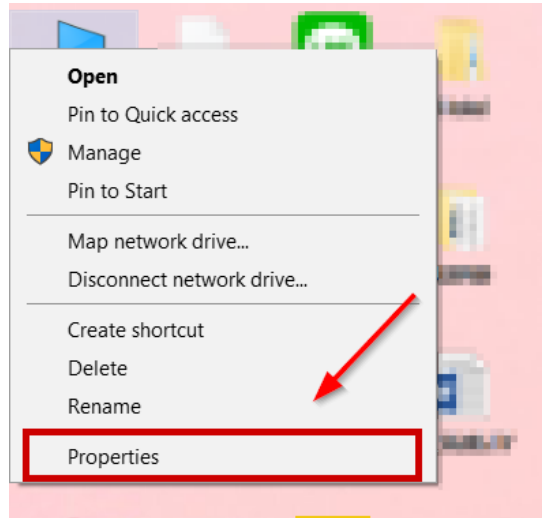 Open
Pin to Quick access
Manage
Pin to Start
Map network drive...
Disconnect network drive...
Create shortcut
Delete
Rename
Properties